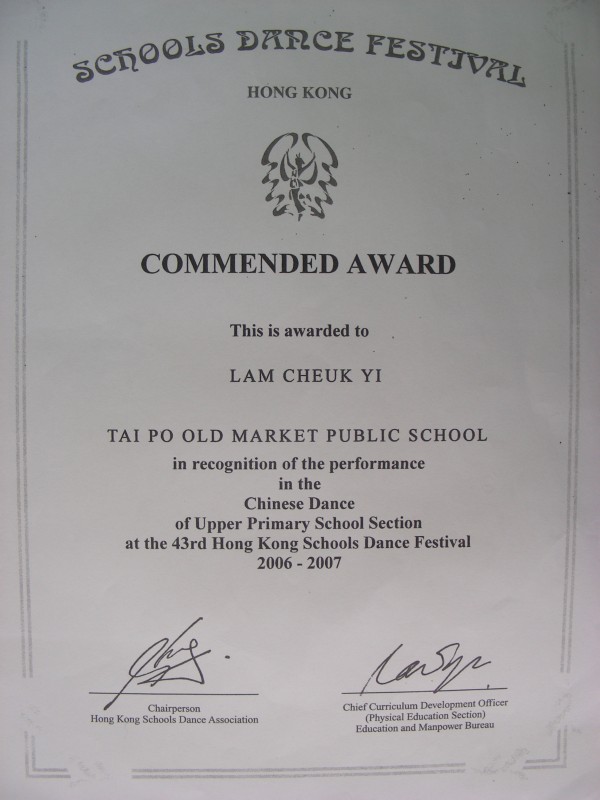 SCHOOLS DANCE FESTIVAL
HONG KONG
COMMENDED AWARD
This is awarded to
LAM CHEUK YI
TAI PO OLD MARKET PUBLIC SCHOOL
in recognition of the performance
in the
Chinese Dance
of Upper Primary School Section
at the 43rd Hong Kong Schools Dance Festival
2006 - 2007
Chairperson
Hong Kong Schools Dance Association
Chief Curriculum Development Officer
(Physical Education Section)
Education and Manpower Bureau